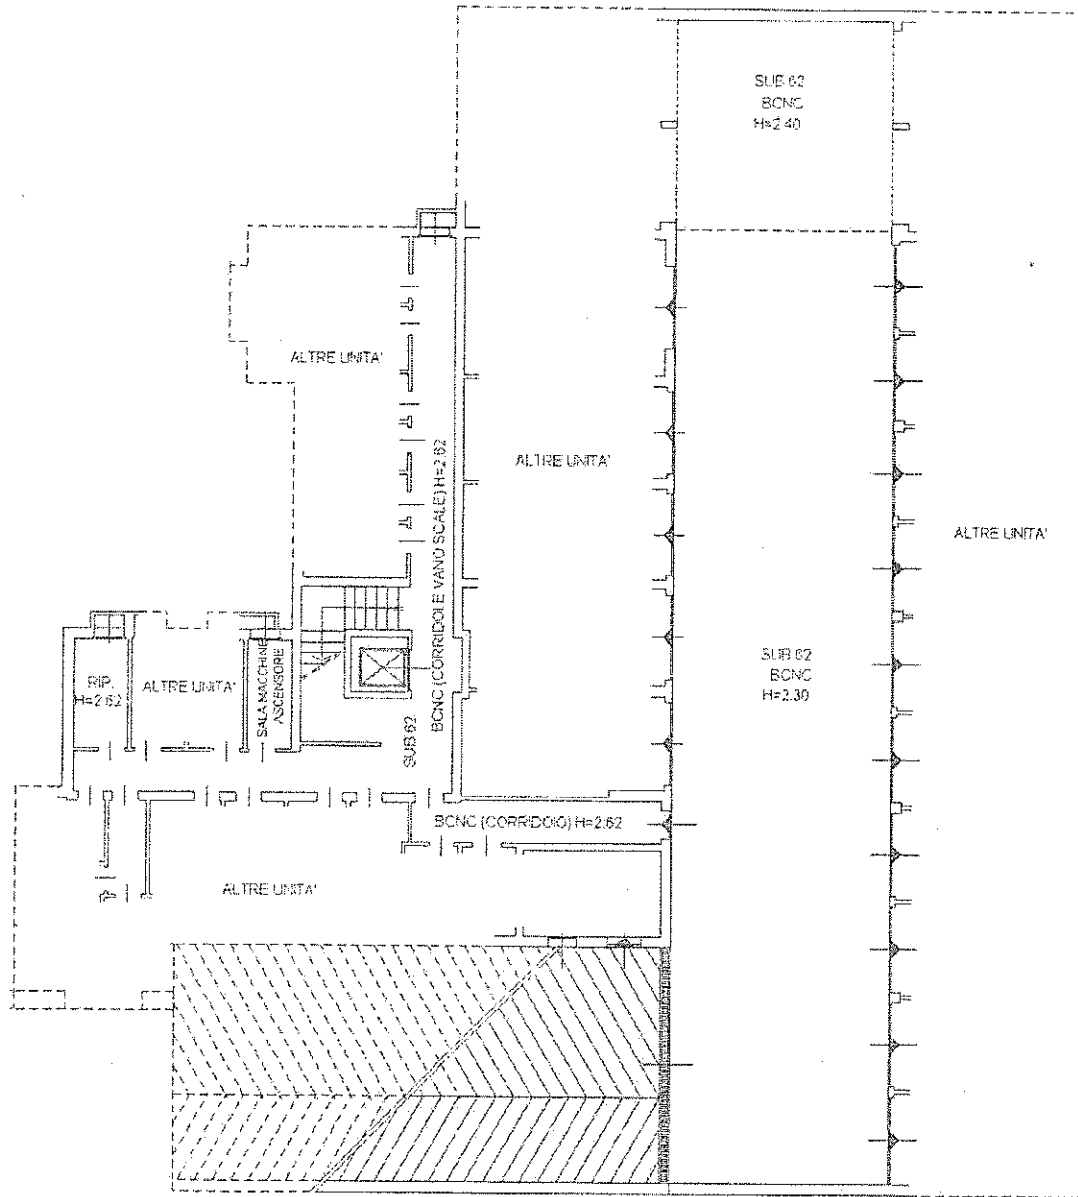 SUB 62
BCNC
H=2.40
ALTRE UNITA'
ALTRE UNITA'
BCNC (CORRIDOI E VANO SCALE) H=2.62
SUB 62
ALTRE UNITA'
SUB 62
BCNC
H=2.30
RIP.
H=2.62
ALTRE UNITA'
SALA MACCHINE
ASCENSORE
BCNC (CORRIDOIO) H=2.62
ALTRE UNITA'